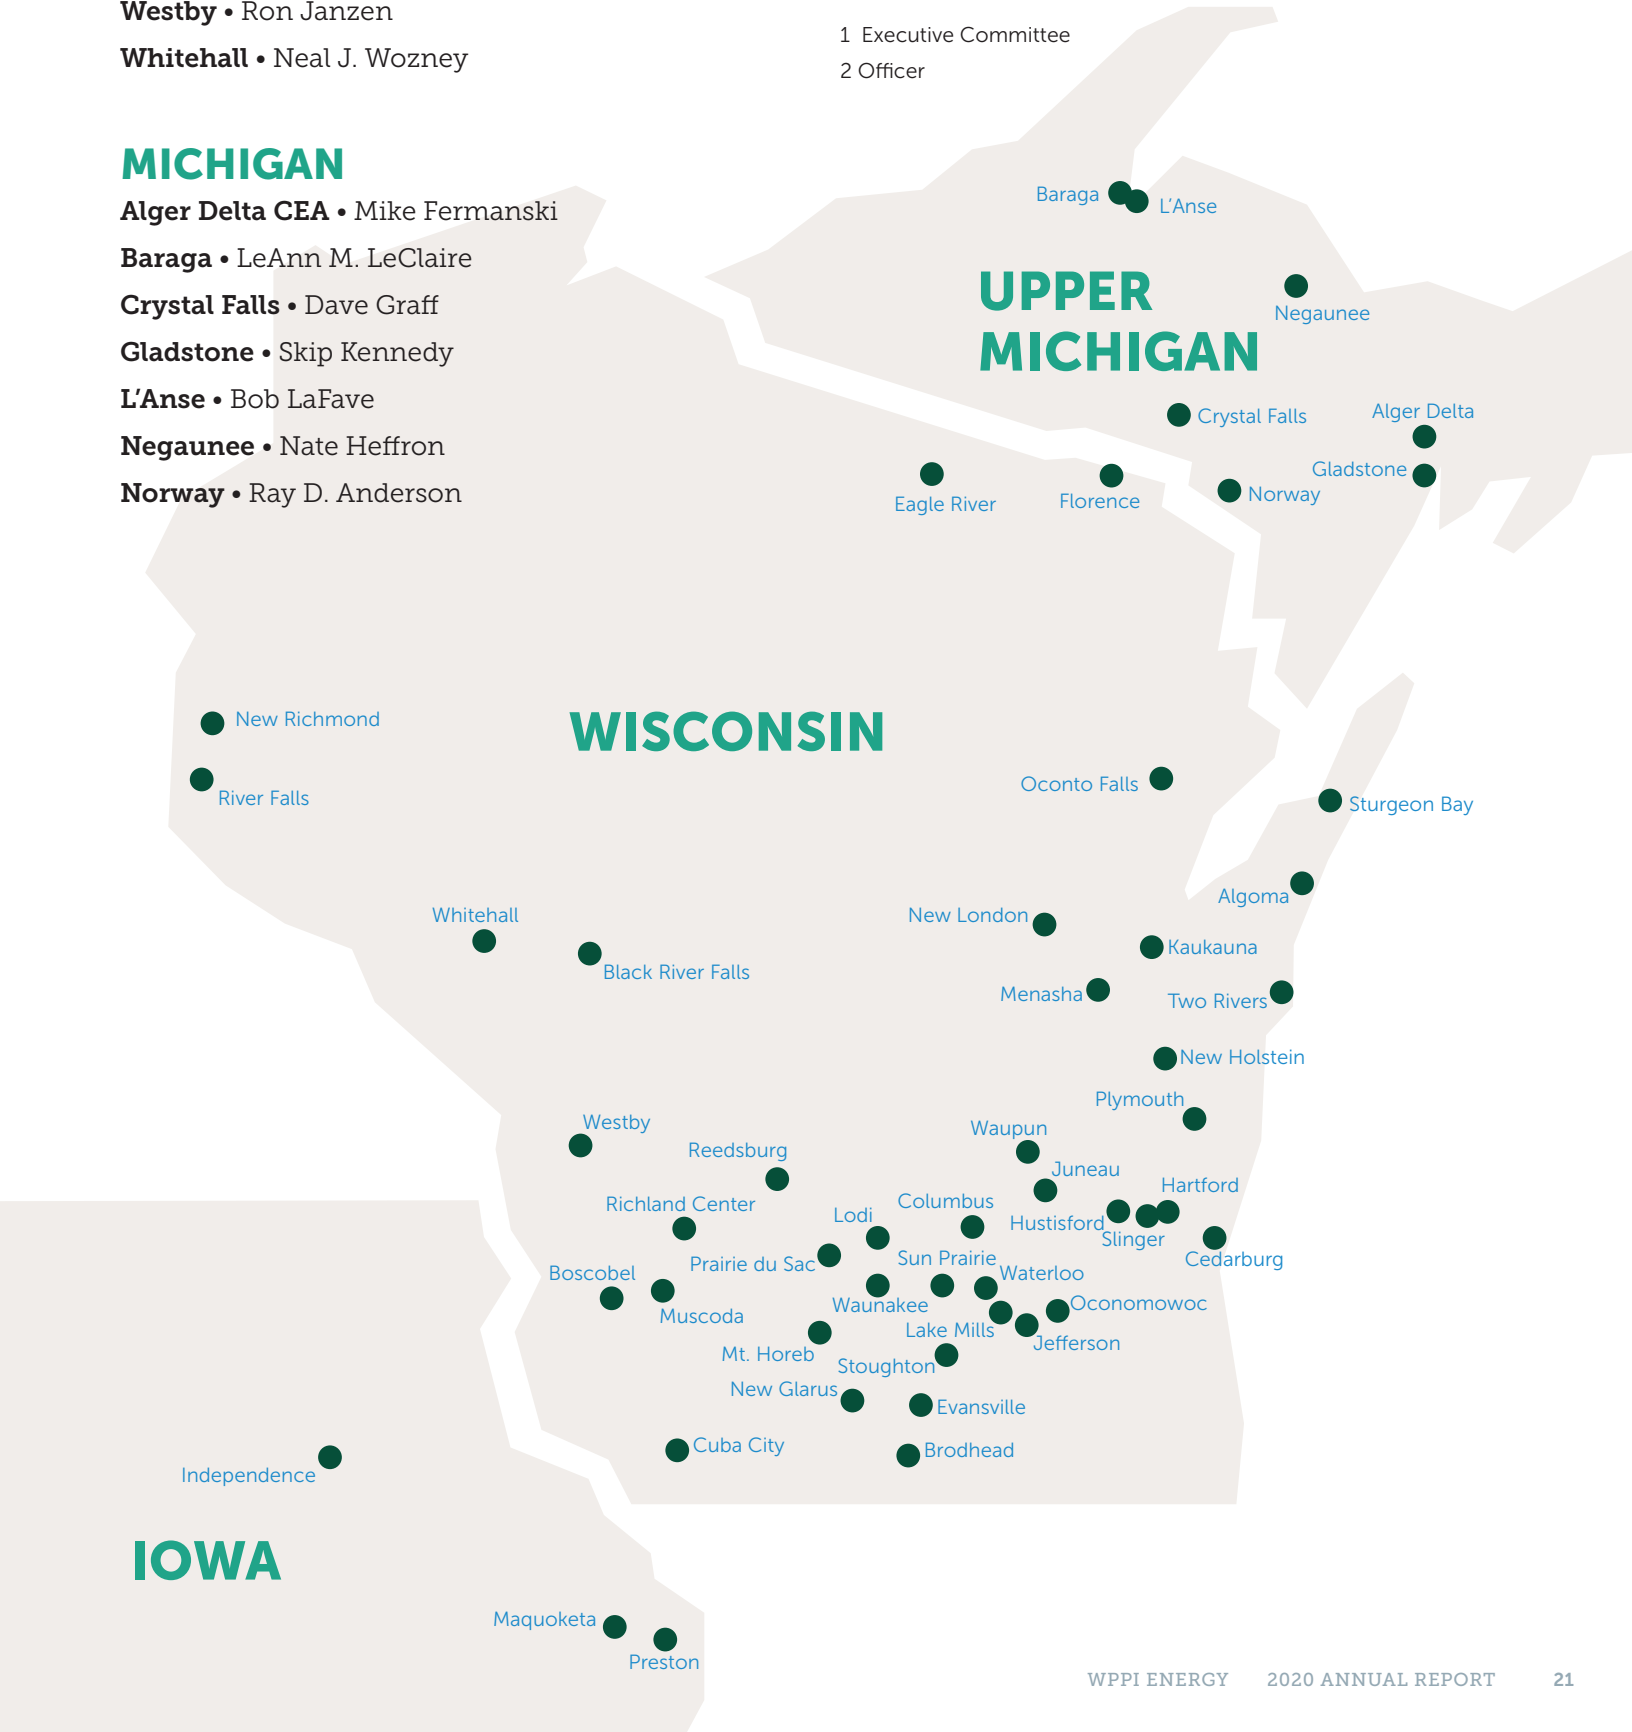 Westby • Ron Janzen
Whitehall • Neal J. Wozney
1 Executive Committee
2 Officer
MICHIGAN
Alger Delta CEA • Mike Fermanski
Baraga • LeAnn M. LeClaire
Crystal Falls • Dave Graff
Gladstone • Skip Kennedy
L'Anse • Bob LaFave
Negaunee • Nate Heffron
Norway • Ray D. Anderson
Baraga
L'Anse
UPPER
MICHIGAN
Negaunee
Crystal Falls
Alger Delta
Gladstone
Norway
Eagle River
Florence
New Richmond
WISCONSIN
River Falls
Oconto Falls
Sturgeon Bay
Algoma
Whitehall
New London
Black River Falls
Kaukauna
Menasha
Two Rivers
New Holstein
Plymouth
Westby
Waupun
Reedsburg
Juneau
Hartford
Richland Center
Columbus
Lodi
Hustisford
Slinger
Cedarburg
Prairie du Sac
Sun Prairie
Boscobel
Waterloo
Muscoda
Waunakee
Oconomowoc
Lake Mills
Jefferson
Mt. Horeb
Stoughton
New Glarus
Evansville
Cuba City
Brodhead
Independence
IOWA
Maquoketa
Preston
WPPI ENERGY 2020 ANNUAL REPORT 21